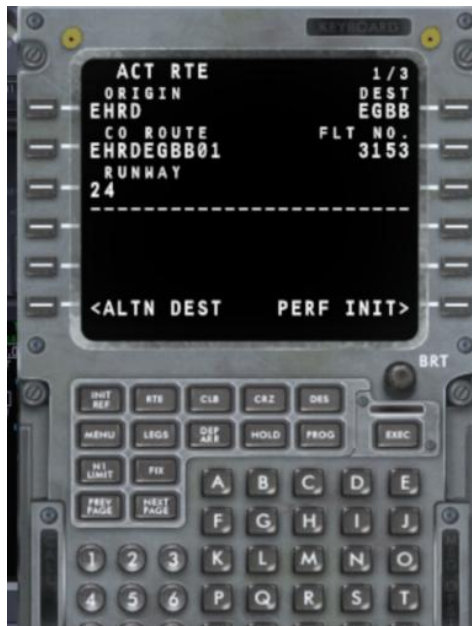 KEYBOARD
ACT RTE 1/3
ORIGIN DEST
EHRD EGBB
CO ROUTE FLT NO.
EHRDEGBB01 3153
RUNWAY
24
<ALTN DEST PERF INIT>
BRT
INIT REF RTE CLB CRZ DES
MENU LEGS DEP ARR HOLD PROG EXEC
N1 LIMIT FIX
PREV PAGE NEXT PAGE
A B C D E
F G H I J
1 2 3 K L M N O
4 5 6 P Q R S T